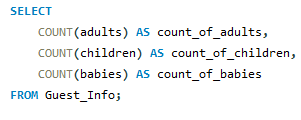 SELECT
COUNT(adults) AS count_of_adults,
COUNT(children) AS count_of_children,
COUNT(babies) AS count_of_babies
FROM Guest_Info;